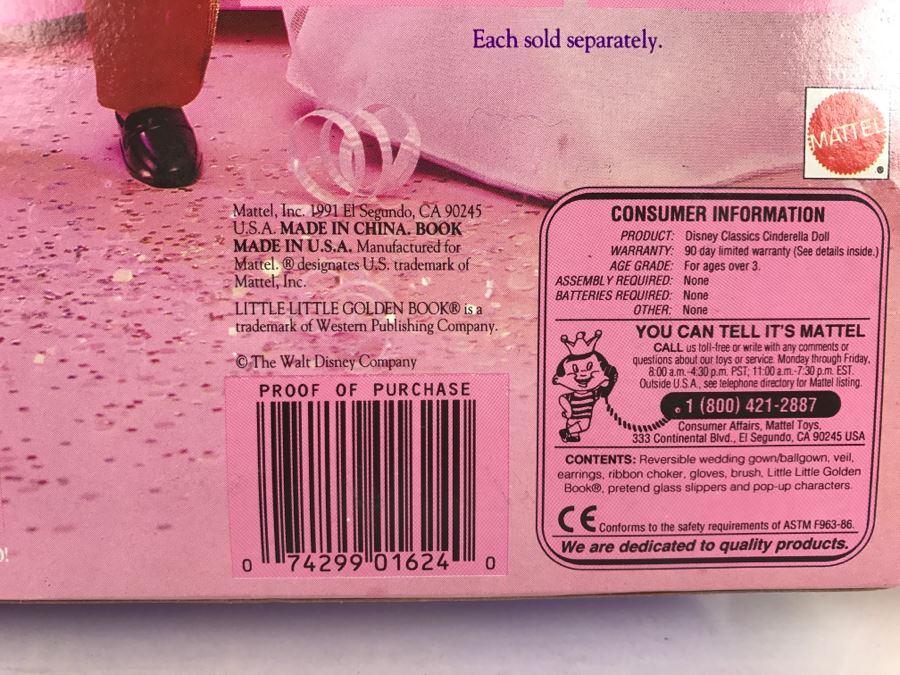 Each sold separately.
MATTEL
Mattel, Inc. 1991 El Segundo, CA 90245
U.S.A. MADE IN CHINA. BOOK
MADE IN U.S.A. Manufactured for
Mattel. ® designates U.S. trademark of
Mattel, Inc.
LITTLE LITTLE GOLDEN BOOK® is a
trademark of Western Publishing Company.
© The Walt Disney Company
PROOF OF PURCHASE
0 74299 01624 0
CONSUMER INFORMATION
PRODUCT: Disney Classics Cinderella Doll
WARRANTY: 90 day limited warranty (See details inside.)
AGE GRADE: For ages over 3.
ASSEMBLY REQUIRED: None
BATTERIES REQUIRED: None
OTHER: None
YOU CAN TELL IT'S MATTEL
CALL us toll-free or write with any comments or
questions about our toys or service. Monday through Friday,
8:00 a.m.-4:30 p.m. PST; 11:00 a.m.-7:30 p.m. EST.
Outside U.S.A., see telephone directory for Mattel listing.
1 (800) 421-2887
Consumer Affairs, Mattel Toys,
333 Continental Blvd., El Segundo, CA 90245 USA
CONTENTS: Reversible wedding gown/ballgown, veil,
earrings, ribbon choker, gloves, brush, Little Little Golden
Book®, pretend glass slippers and pop-up characters.
CE Conforms to the safety requirements of ASTM F963-86.
We are dedicated to quality products.